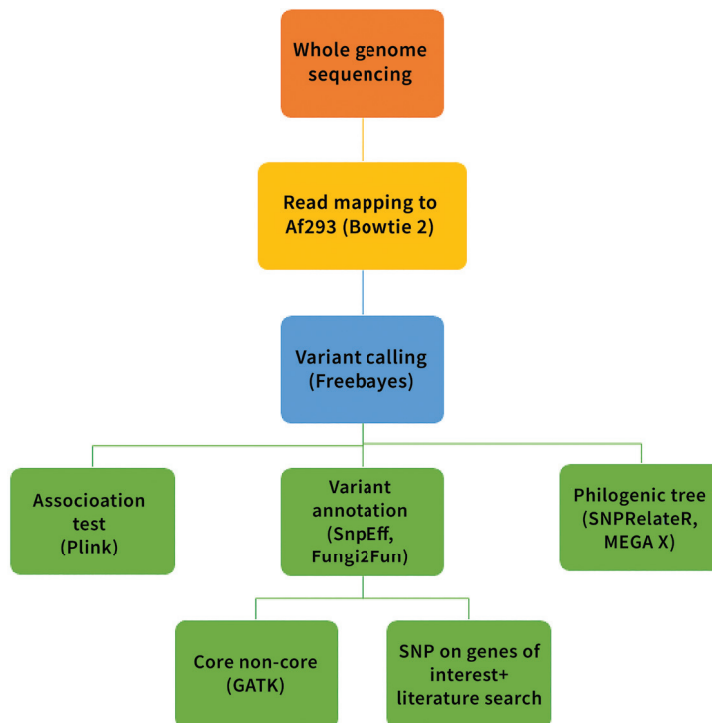 Whole genome
sequencing
Read mapping to
Af293 (Bowtie 2)
Variant calling
(Freebayes)
Associoation
test
(Plink)
Variant
annotation
(SnpEff,
Fungi2Fun)
Philogenic tree
(SNPRelateR,
MEGA X)
Core non-core
(GATK)
SNP on genes of
interest+
literature search